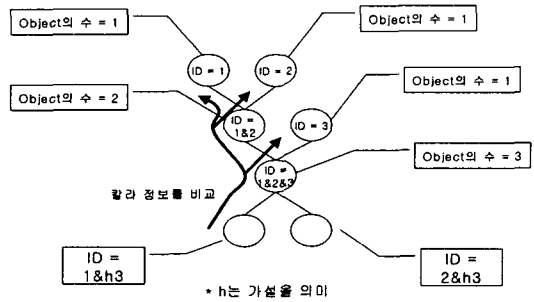 Object의 수 = 1
Object의 수 = 1
ID = 1
ID = 2
Object의 수 = 1
Object의 수 = 2
ID =
1&2
ID = 3
Object의 수 = 3
ID =
1&2&3
칼라 정보를 비교
ID =
1&h3
ID =
2&h3
* h는 가설을 의미